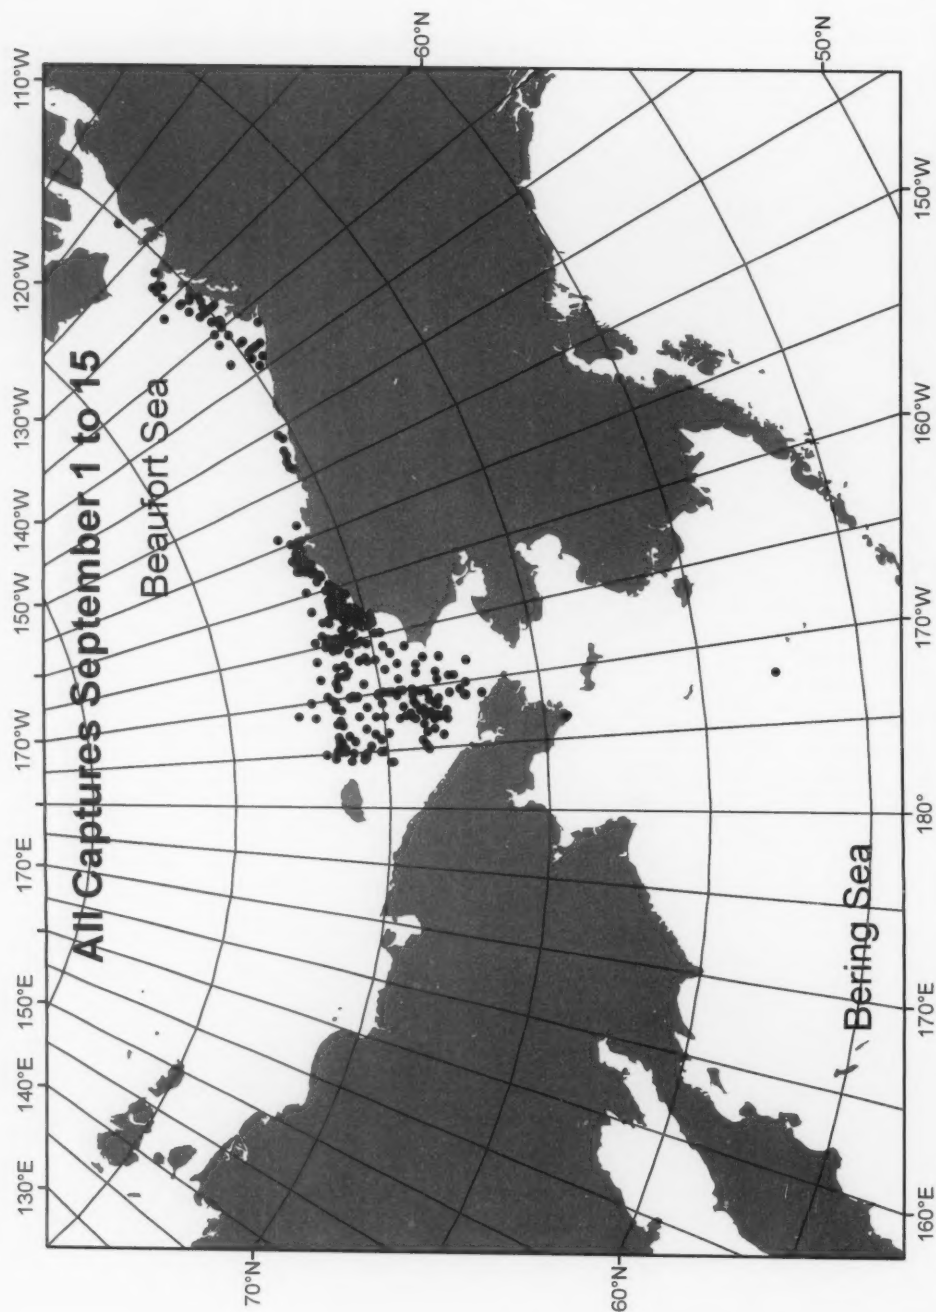 130°E 140°E 150°E 170°E 170°W 150°W 140°W 130°W 120°W 110°W
All Captures September 1 to 15
Beaufort Sea
70°N
60°N
60°N
50°N
Bering Sea
160°E 170°E 180° 170°W 160°W 150°W